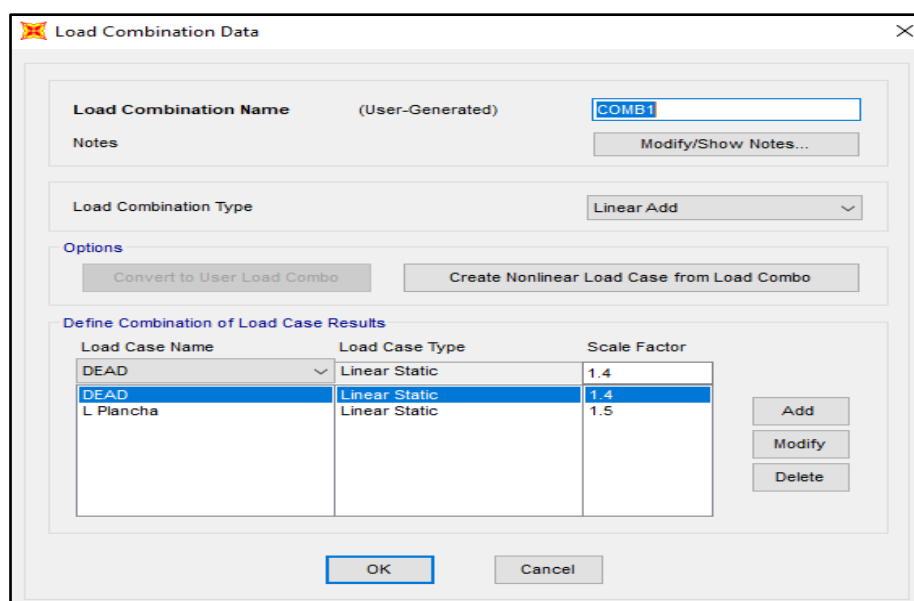 Load Combination Data
Load Combination Name (User-Generated) COMB1
Notes Modify/Show Notes...
Load Combination Type Linear Add
Options
Convert to User Load Combo Create Nonlinear Load Case from Load Combo
Define Combination of Load Case Results
Load Case Name Load Case Type Scale Factor
DEAD Linear Static 1.4
DEAD Linear Static 1.4
L Plancha Linear Static 1.5
Add
Modify
Delete
OK Cancel